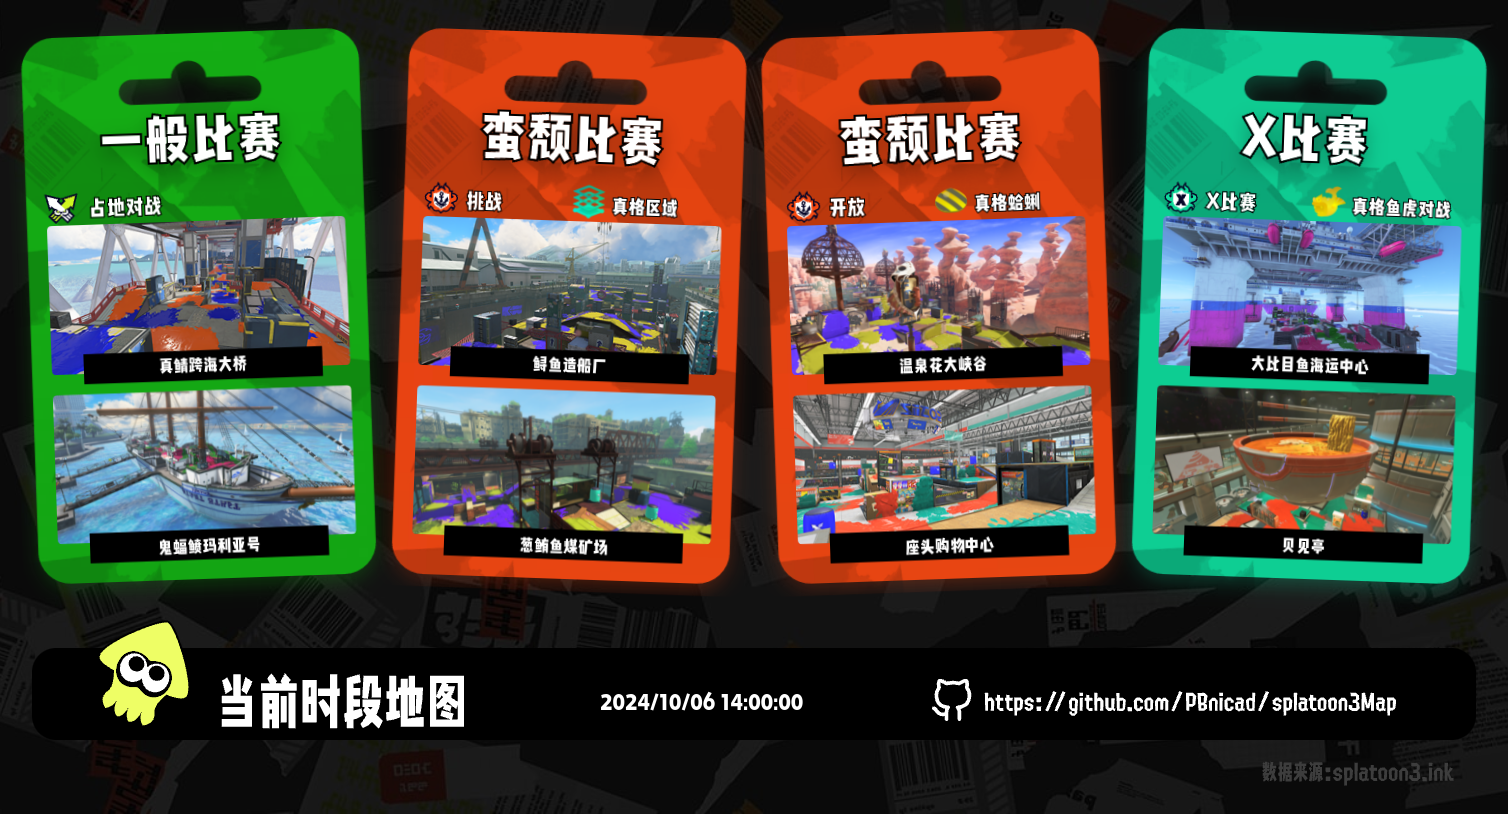 一般比赛
占地对战
真鲭跨海大桥
鬼蝠鲼玛利亚号
蛮颓比赛
挑战
真格区域
鲟鱼造船厂
葱鲔鱼煤矿场
蛮颓比赛
开放
真格蛤蜊
温泉花大峡谷
座头购物中心
X比赛
X比赛
真格鱼虎对战
大比目鱼海运中心
贝见亭
当前时段地图
2024/10/06 14:00:00
https://github.com/PBnicad/splatoon3Map
数据来源:splatoon3.ink